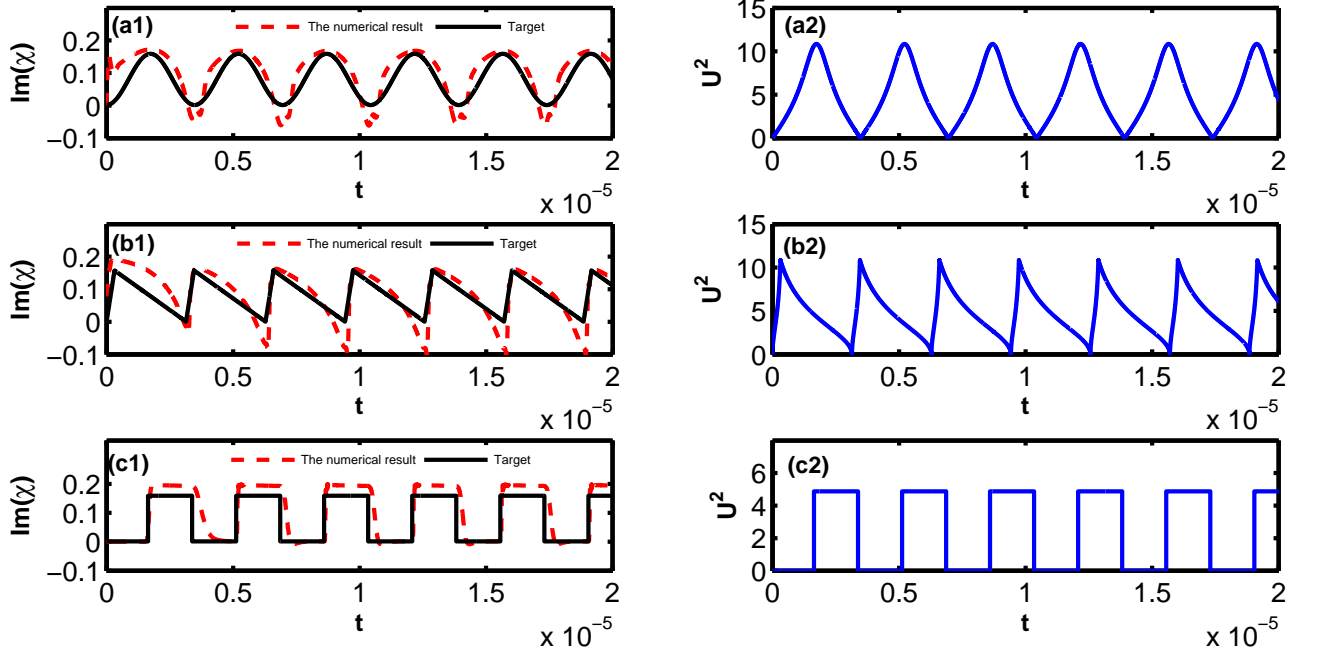 (a1)
The numerical result
Target
0.2
0.1
0
−0.1
Im(χ)
0
0.5
1
1.5
2
t
x 10⁻⁵
(a2)
15
10
5
0
U²
0
0.5
1
1.5
2
t
x 10⁻⁵
(b1)
The numerical result
Target
0.2
0.1
0
−0.1
Im(χ)
0
0.5
1
1.5
2
t
x 10⁻⁵
(b2)
15
10
5
0
U²
0
0.5
1
1.5
2
t
x 10⁻⁵
(c1)
The numerical result
Target
0.2
0.1
0
−0.1
Im(χ)
0
0.5
1
1.5
2
t
x 10⁻⁵
(c2)
6
4
2
0
U²
0
0.5
1
1.5
2
t
x 10⁻⁵